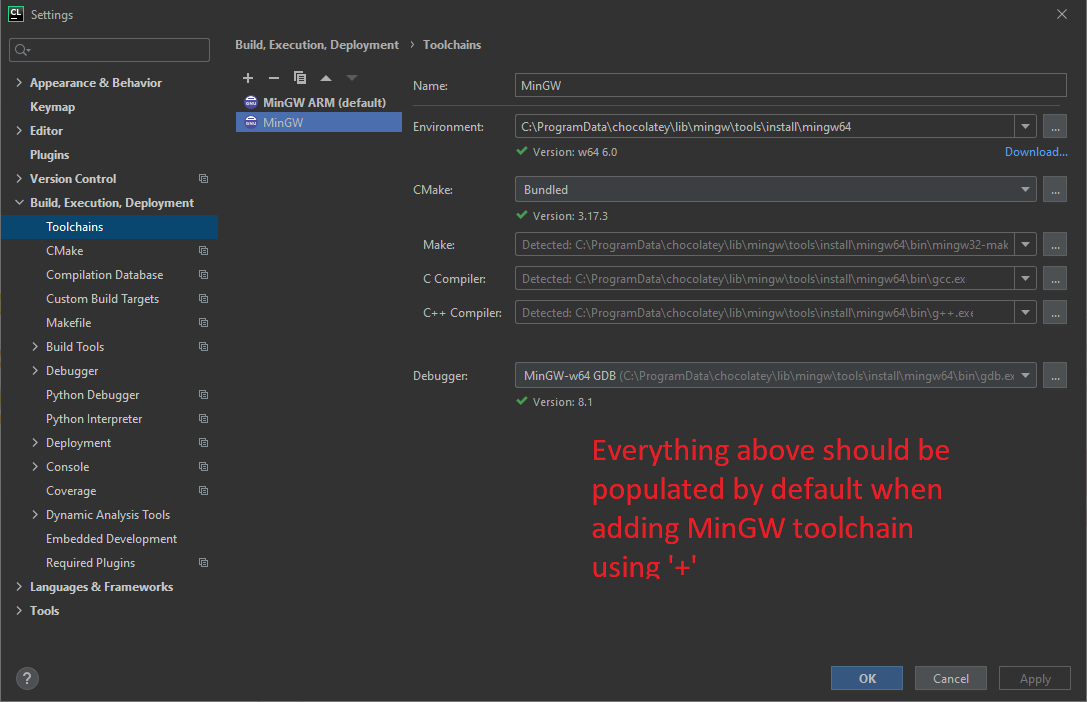 CL Settings
Build, Execution, Deployment › Toolchains
Appearance & Behavior
Keymap
Editor
Plugins
Version Control
Build, Execution, Deployment
Toolchains
CMake
Compilation Database
Custom Build Targets
Makefile
Build Tools
Debugger
Python Debugger
Python Interpreter
Deployment
Console
Coverage
Dynamic Analysis Tools
Embedded Development
Required Plugins
Languages & Frameworks
Tools
MinGW ARM (default)
MinGW
Name: MinGW
Environment: C:\ProgramData\chocolatey\lib\mingw\tools\install\mingw64 ...
Version: w64 6.0 Download...
CMake: Bundled ...
Version: 3.17.3
Make: Detected: C:\ProgramData\chocolatey\lib\mingw\tools\install\mingw64\bin\mingw32-mak ...
C Compiler: Detected: C:\ProgramData\chocolatey\lib\mingw\tools\install\mingw64\bin\gcc.ex ...
C++ Compiler: Detected: C:\ProgramData\chocolatey\lib\mingw\tools\install\mingw64\bin\g++.exe ...
Debugger: MinGW-w64 GDB (C:\ProgramData\chocolatey\lib\mingw\tools\install\mingw64\bin\gdb.ex ...
Version: 8.1
Everything above should be
populated by default when
adding MinGW toolchain
using '+'
? OK Cancel Apply